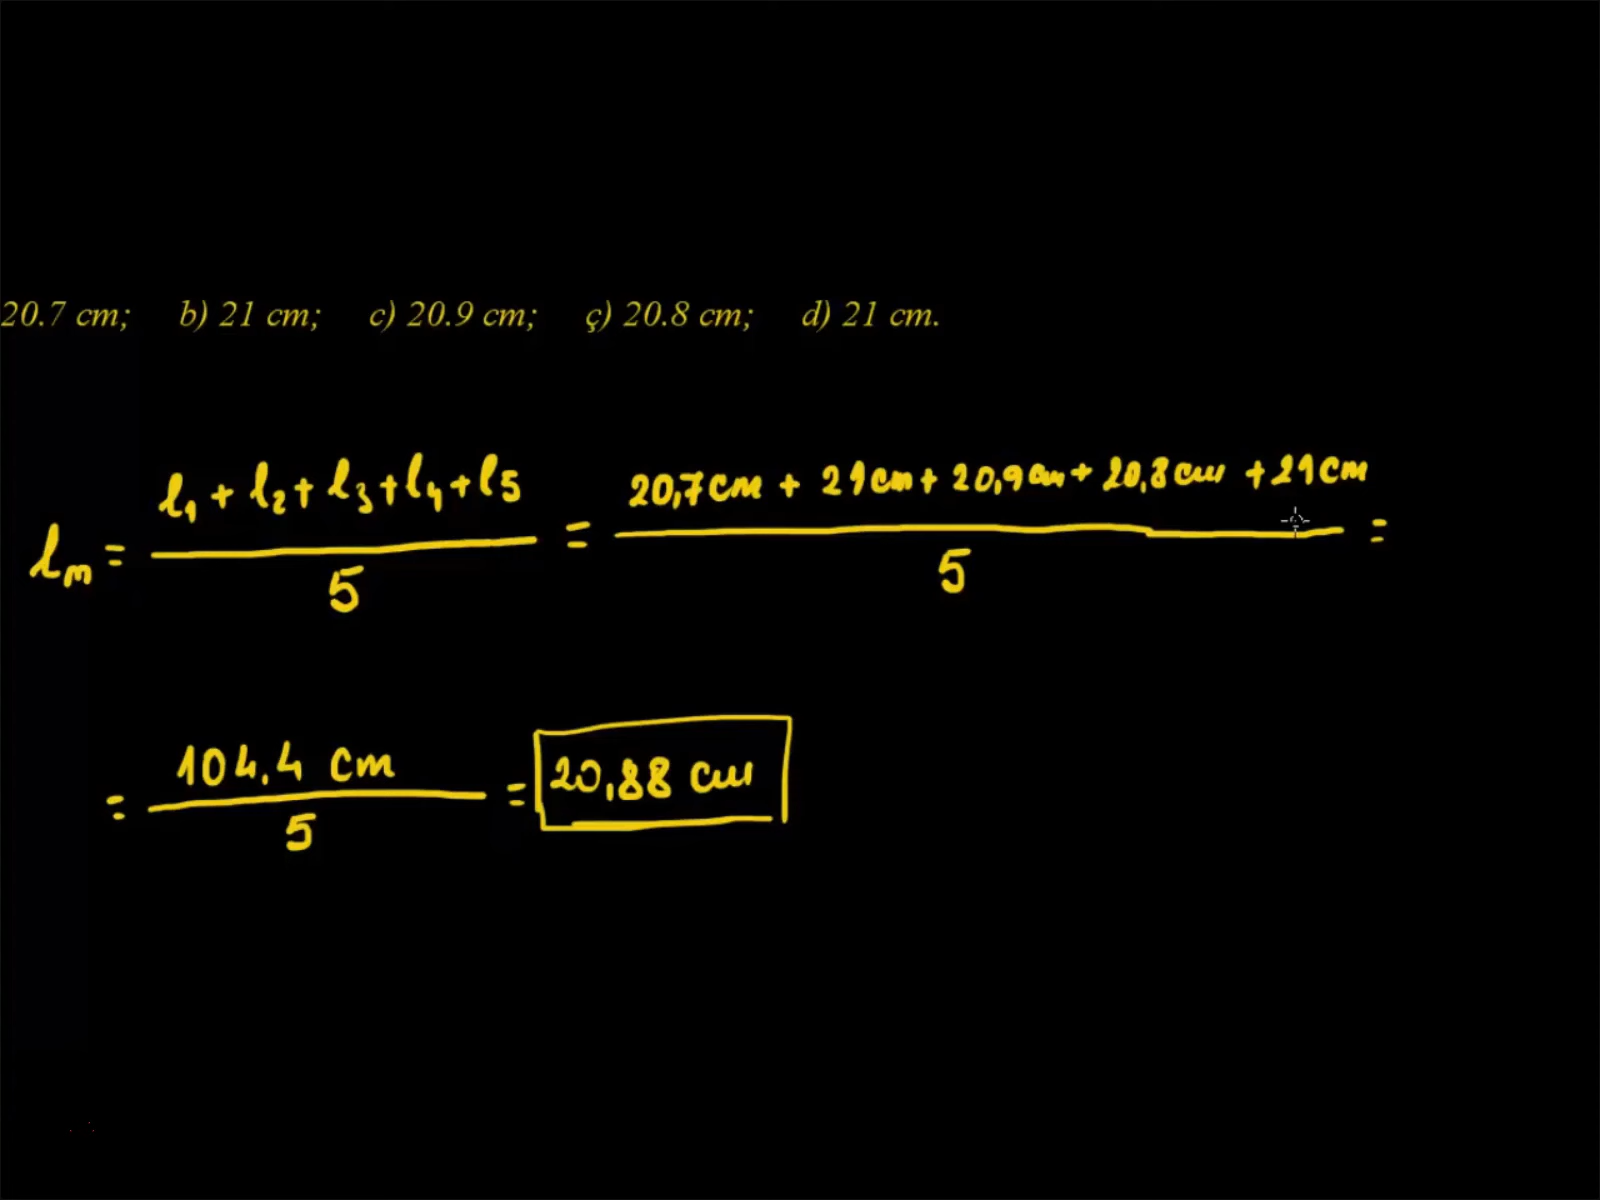 20.7 cm; b) 21 cm; c) 20.9 cm; ç) 20.8 cm; d) 21 cm.
lm = (l1 + l2 + l3 + l4 + l5) / 5 = (20,7cm + 21cm + 20,9cm + 20,8cm + 21cm) / 5 =
= 104,4 cm / 5 = 20,88 cm